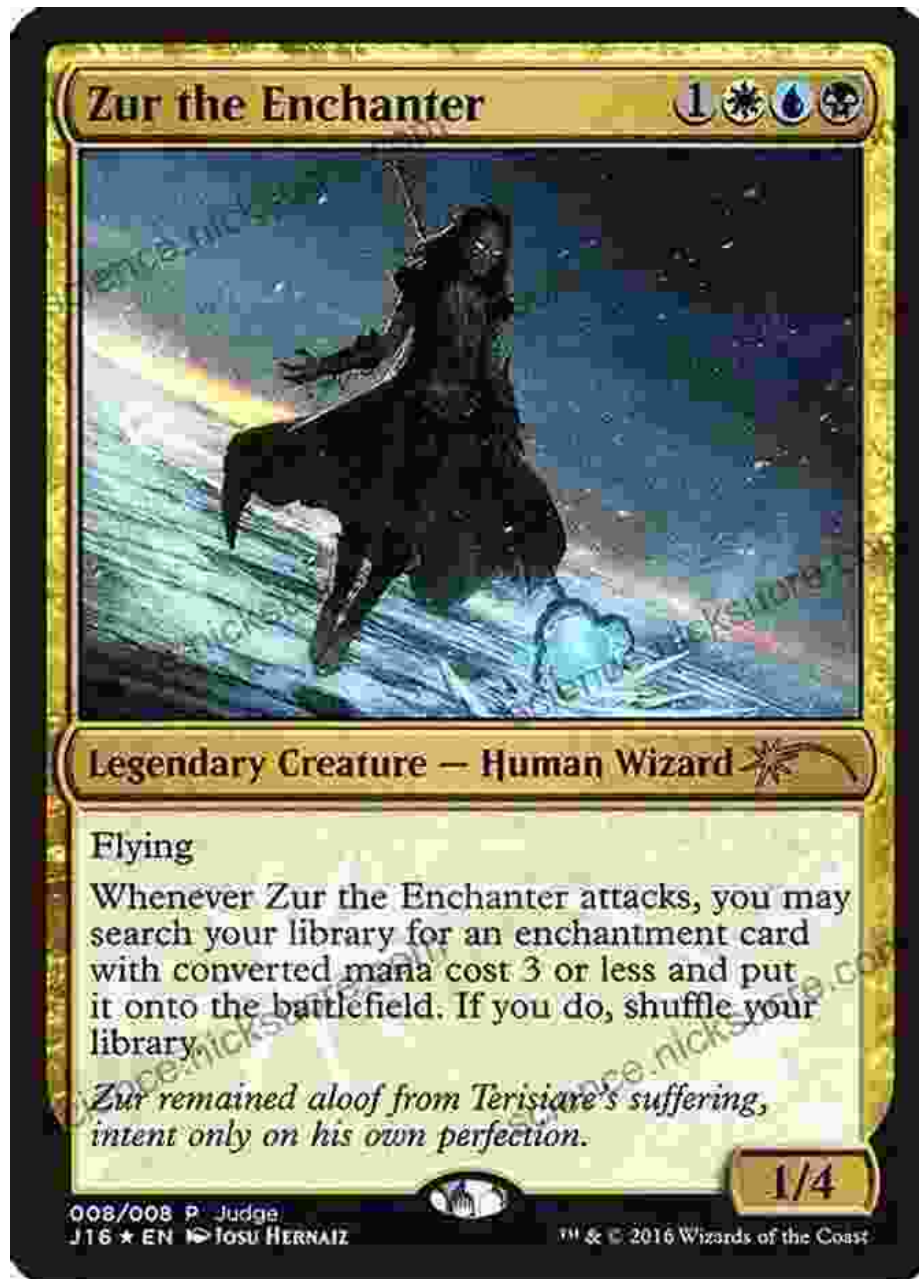 Zur the Enchanter 1
Legendary Creature — Human Wizard
Flying
Whenever Zur the Enchanter attacks, you may
search your library for an enchantment card
with converted mana cost 3 or less and put
it onto the battlefield. If you do, shuffle your
library.
Zur remained aloof from Terisiare's suffering,
intent only on his own perfection.
1/4
008/008 P Judge
J16 ★ EN Josu Hernaiz
™ & © 2016 Wizards of the Coast